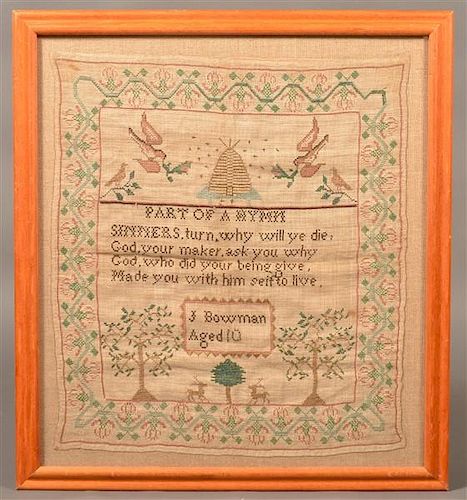 PART OF A HYMN
SINNERS, turn, why will ye die,
God, your maker, ask you why
God, who did your being give,
Made you with him self to live.
J Bowman
Aged 10